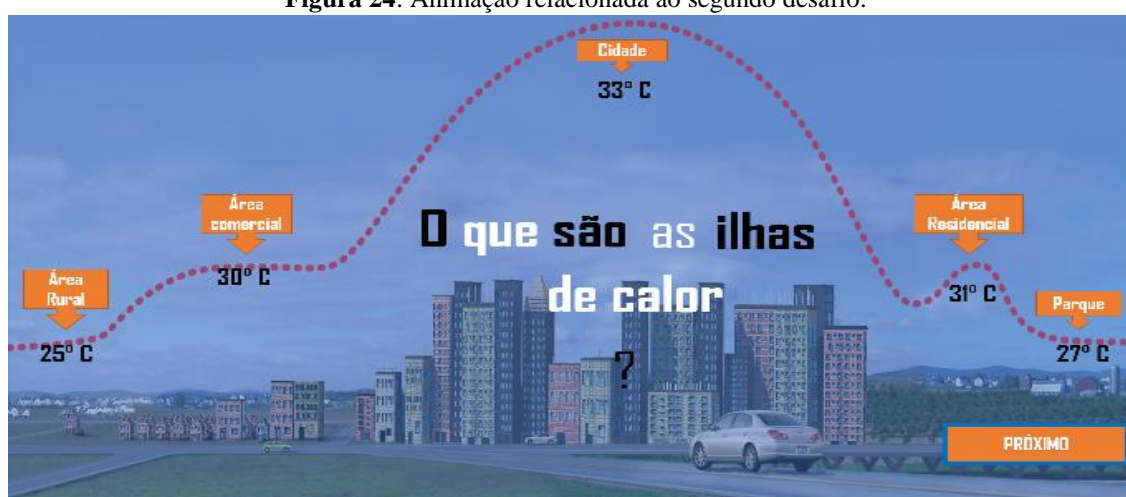 Figura 24: Animação relacionada ao segundo desafio.
Cidade
33° C
Área
comercial
30° C
Área
Residencial
31° C
Área
Rural
25° C
Parque
27° C
O que são as ilhas
de calor
?
PRÓXIMO